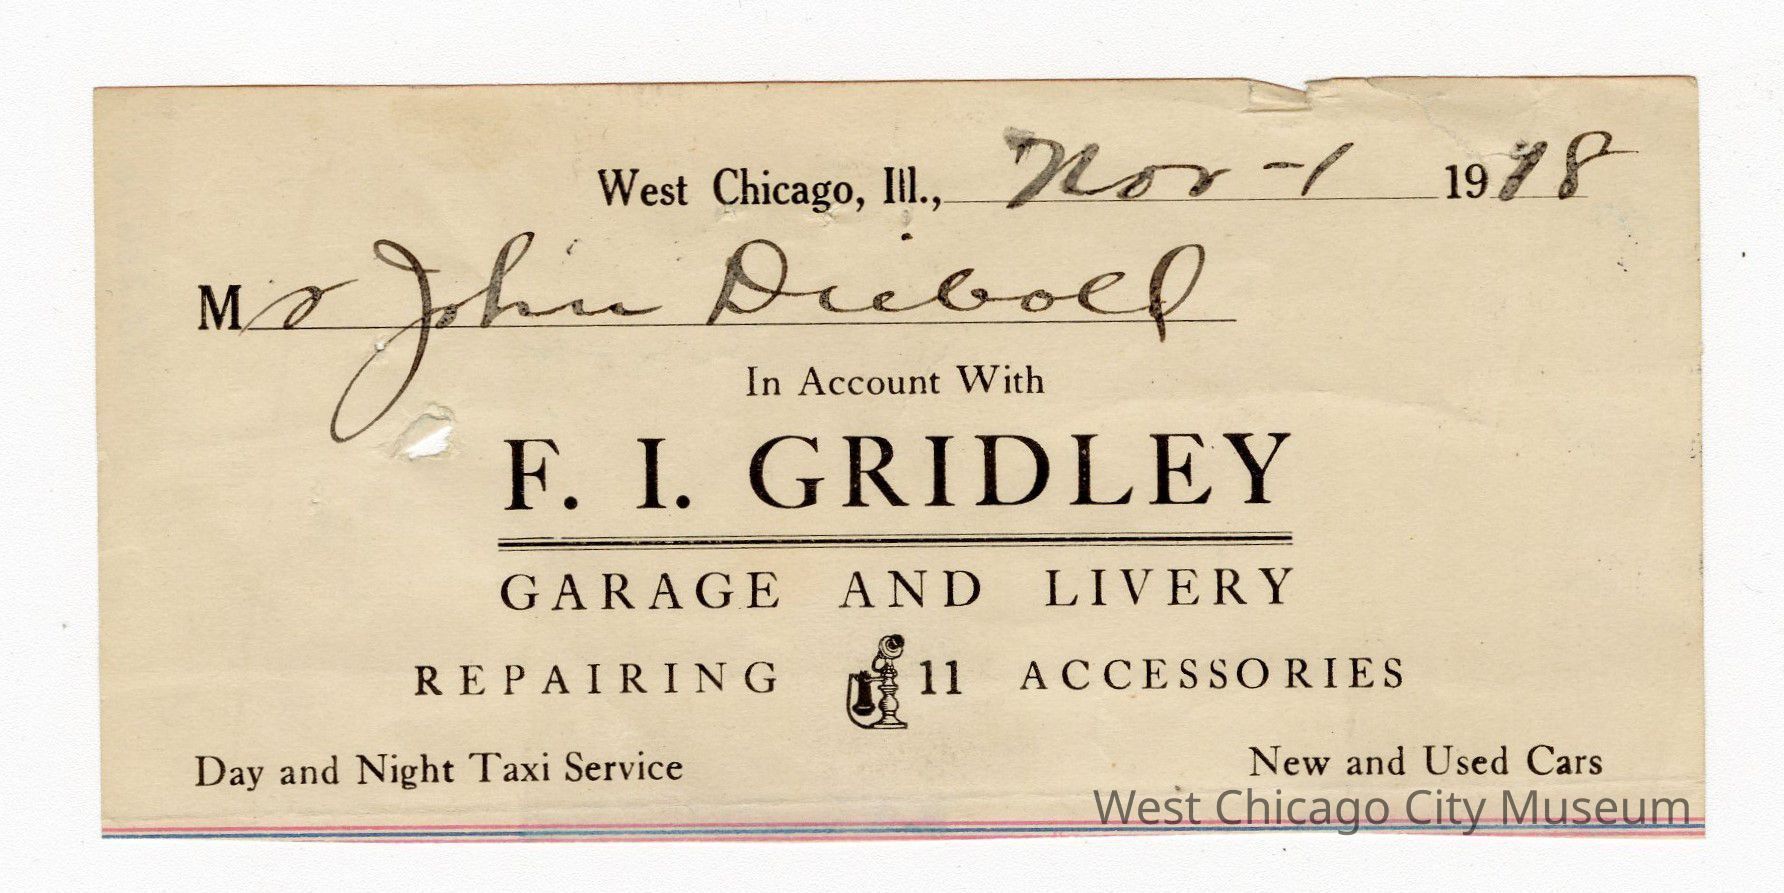 West Chicago, Ill., Nov - 1 1918
Mr John Diebold
In Account With
F. I. GRIDLEY
GARAGE AND LIVERY
REPAIRING 11 ACCESSORIES
Day and Night Taxi Service New and Used Cars
West Chicago City Museum